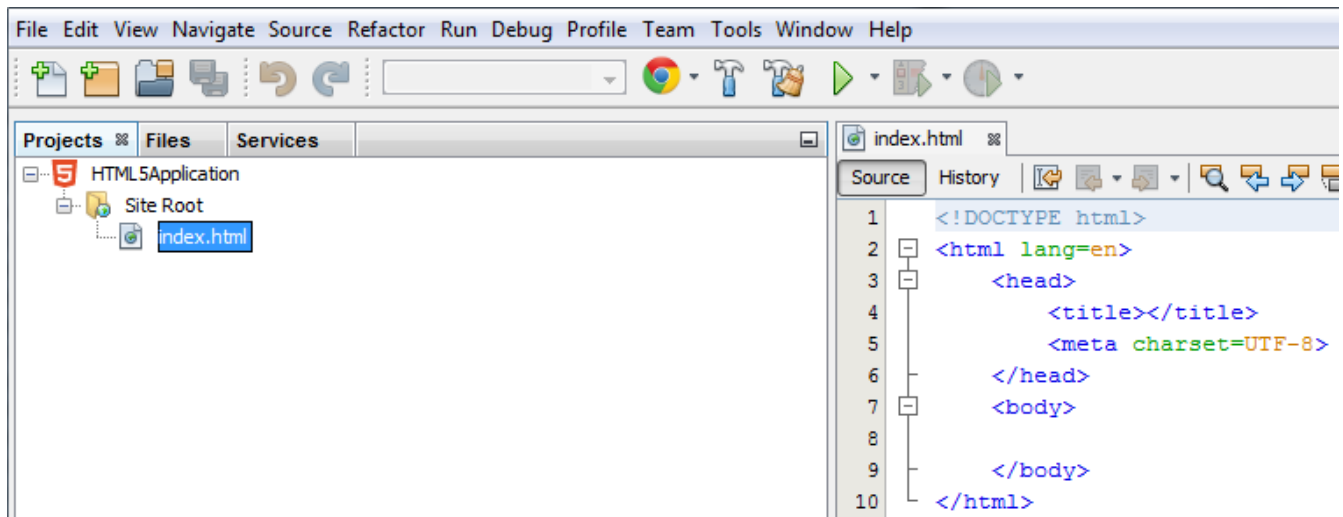 File Edit View Navigate Source Refactor Run Debug Profile Team Tools Window Help
Projects Files Services
HTML5Application
Site Root
index.html
index.html
Source History
1 <!DOCTYPE html>
2 <html lang=en>
3 <head>
4 <title></title>
5 <meta charset=UTF-8>
6 </head>
7 <body>
8
9 </body>
10 </html>